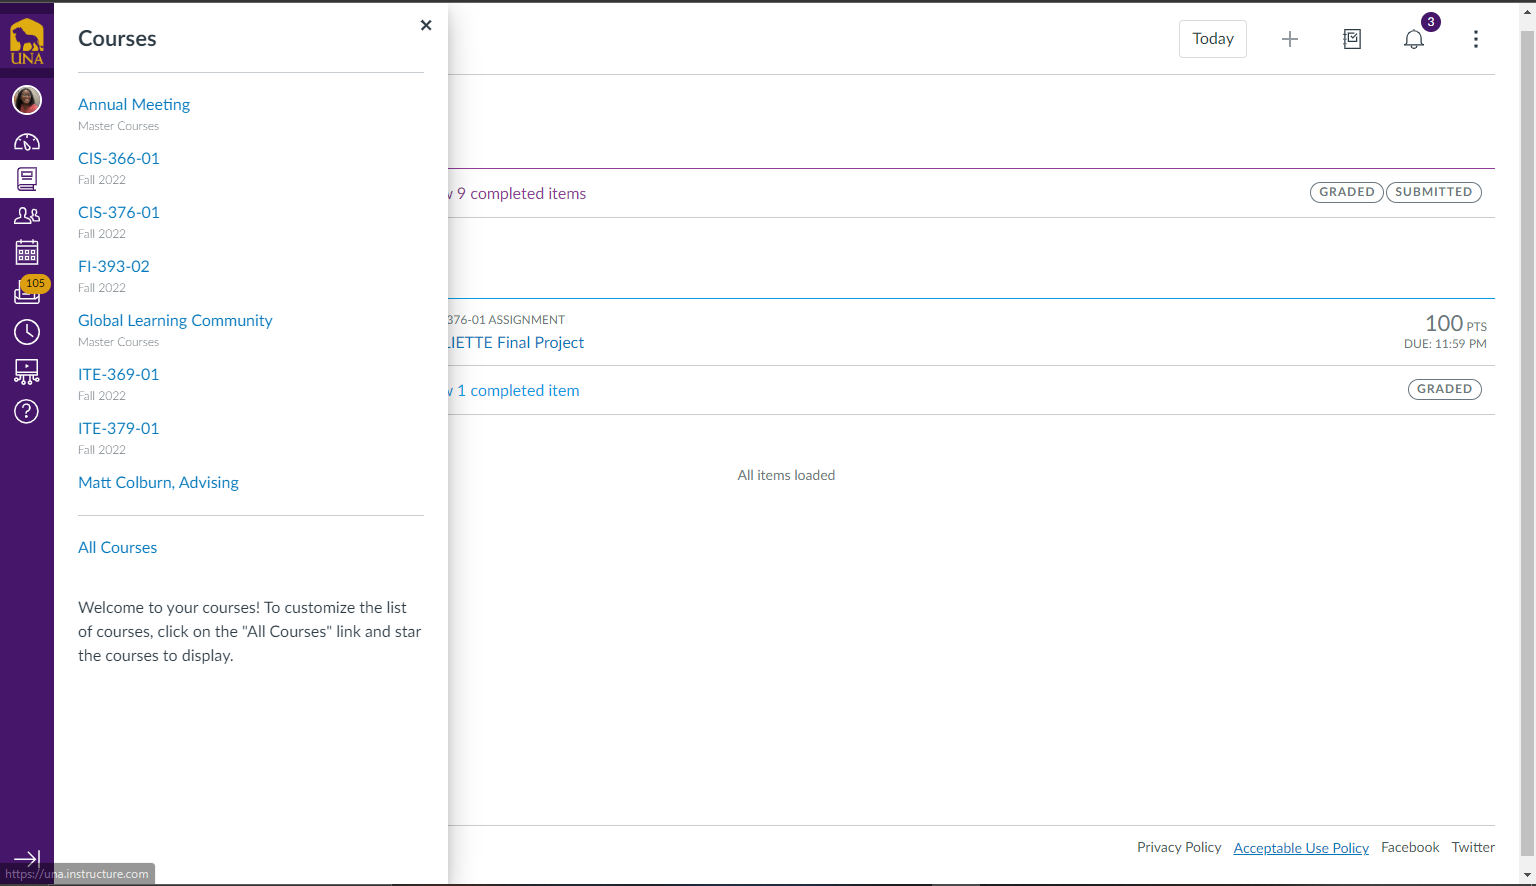 UNA
105
Courses
Annual Meeting
Master Courses
CIS-366-01
Fall 2022
CIS-376-01
Fall 2022
FI-393-02
Fall 2022
Global Learning Community
Master Courses
ITE-369-01
Fall 2022
ITE-379-01
Fall 2022
Matt Colburn, Advising
All Courses
Welcome to your courses! To customize the list
of courses, click on the "All Courses" link and star
the courses to display.
Today
3
9 completed items GRADED SUBMITTED
376-01 ASSIGNMENT
LIETTE Final Project
100 PTS
DUE: 11:59 PM
1 completed item GRADED
All items loaded
Privacy Policy Acceptable Use Policy Facebook Twitter
https://una.instructure.com